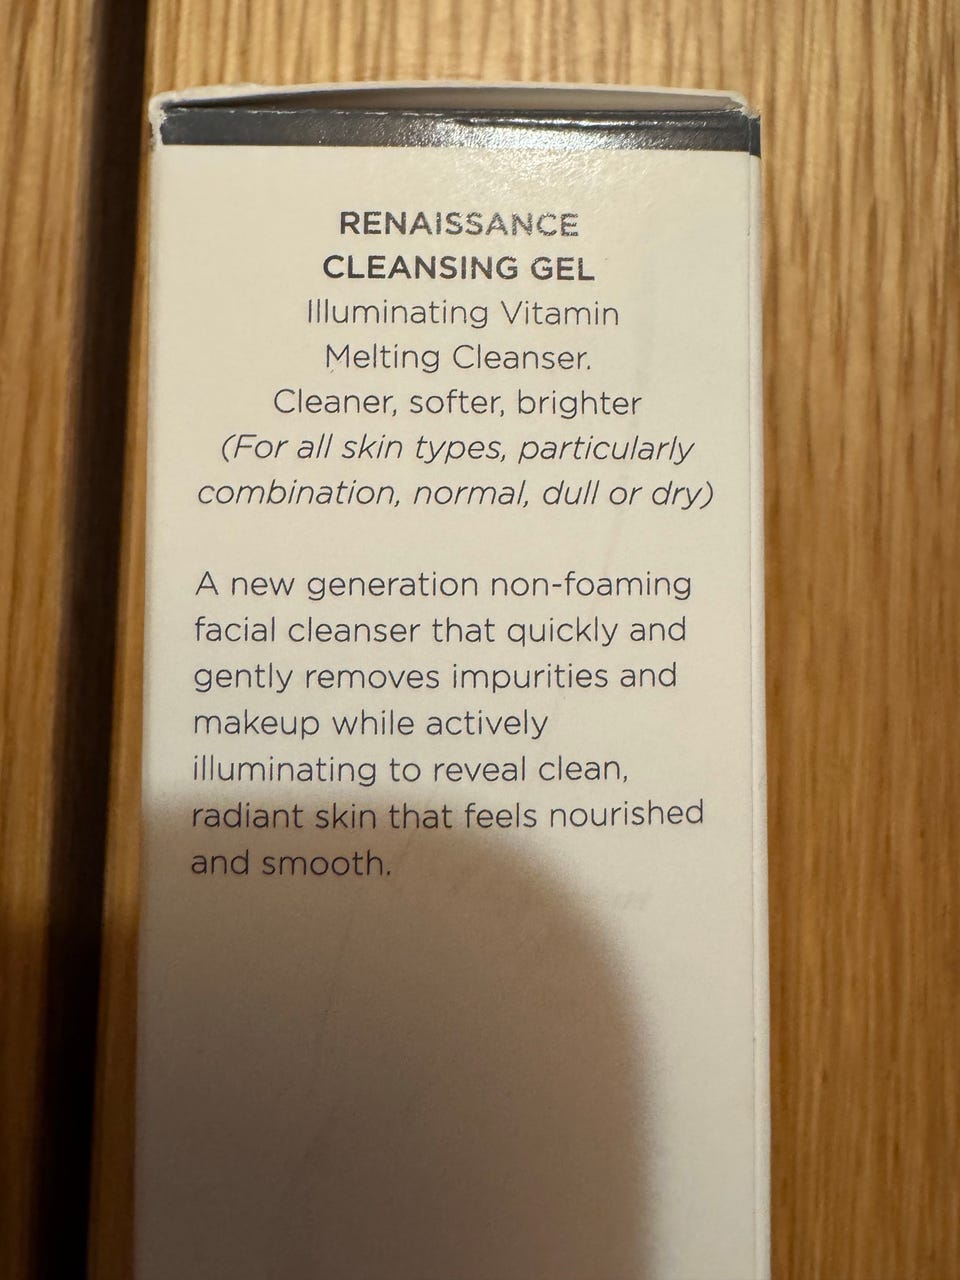 RENAISSANCE
CLEANSING GEL
Illuminating Vitamin
Melting Cleanser.
Cleaner, softer, brighter
(For all skin types, particularly
combination, normal, dull or dry)
A new generation non-foaming
facial cleanser that quickly and
gently removes impurities and
makeup while actively
illuminating to reveal clean,
radiant skin that feels nourished
and smooth.